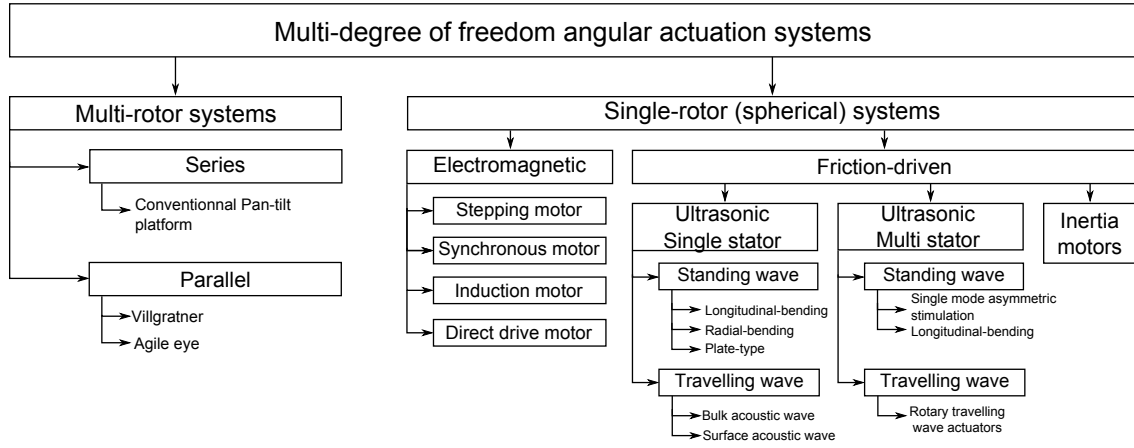 Multi-degree of freedom angular actuation systems
Multi-rotor systems
Series
Conventionnal Pan-tilt
platform
Parallel
Villgratner
Agile eye
Single-rotor (spherical) systems
Electromagnetic
Stepping motor
Synchronous motor
Induction motor
Direct drive motor
Friction-driven
Ultrasonic
Single stator
Standing wave
Longitudinal-bending
Radial-bending
Plate-type
Travelling wave
Bulk acoustic wave
Surface acoustic wave
Ultrasonic
Multi stator
Standing wave
Single mode asymmetric
stimulation
Longitudinal-bending
Travelling wave
Rotary travelling
wave actuators
Inertia
motors